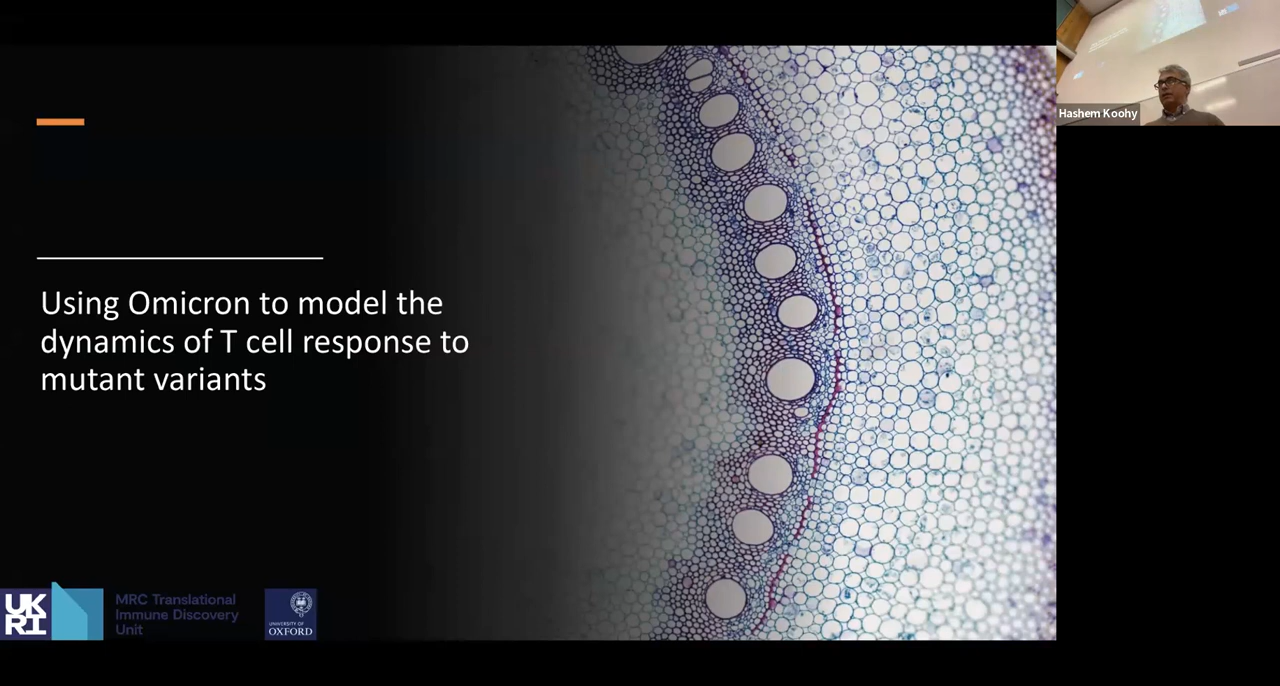 Using Omicron to model the
dynamics of T cell response to
mutant variants
UK
RI
MRC Translational
Immune Discovery
Unit
UNIVERSITY OF
OXFORD
Hashem Koohy